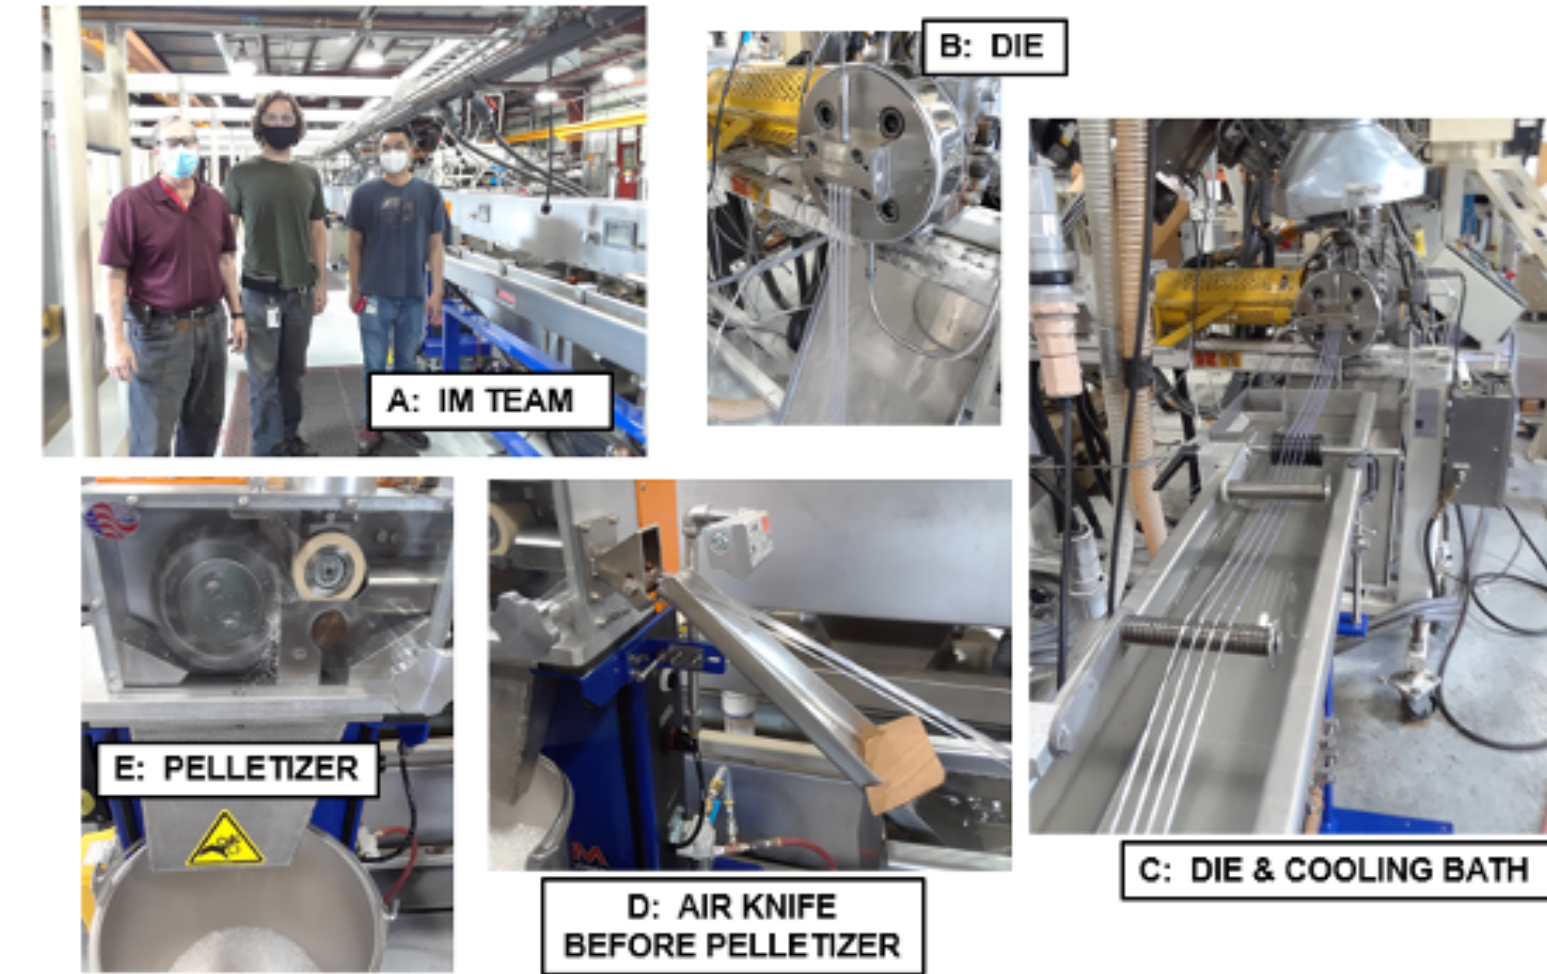 B: DIE
A: IM TEAM
E: PELLETIZER
D: AIR KNIFE
BEFORE PELLETIZER
C: DIE & COOLING BATH